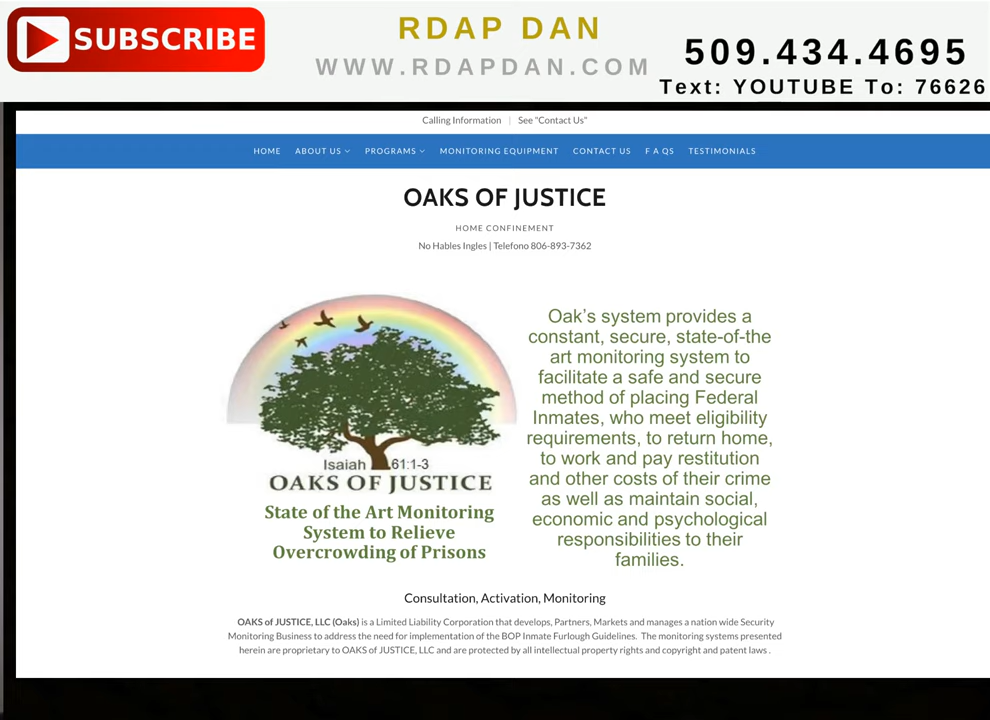 SUBSCRIBE
RDAP DAN
WWW.RDAPDAN.COM
509.434.4695
Text: YOUTUBE To: 76626
Calling Information | See "Contact Us"
HOME ABOUT US PROGRAMS MONITORING EQUIPMENT CONTACT US F A QS TESTIMONIALS
OAKS OF JUSTICE
HOME CONFINEMENT
No Hables Ingles | Telefono 806-893-7362
Isaiah 61:1-3
OAKS OF JUSTICE
State of the Art Monitoring
System to Relieve
Overcrowding of Prisons
Oak's system provides a
constant, secure, state-of-the
art monitoring system to
facilitate a safe and secure
method of placing Federal
Inmates, who meet eligibility
requirements, to return home,
to work and pay restitution
and other costs of their crime
as well as maintain social,
economic and psychological
responsibilities to their
families.
Consultation, Activation, Monitoring
OAKS of JUSTICE, LLC (Oaks) is a Limited Liability Corporation that develops, Partners, Markets and manages a nation wide Security
Monitoring Business to address the need for implementation of the BOP Inmate Furlough Guidelines. The monitoring systems presented
herein are proprietary to OAKS of JUSTICE, LLC and are protected by all intellectual property rights and copyright and patent laws .